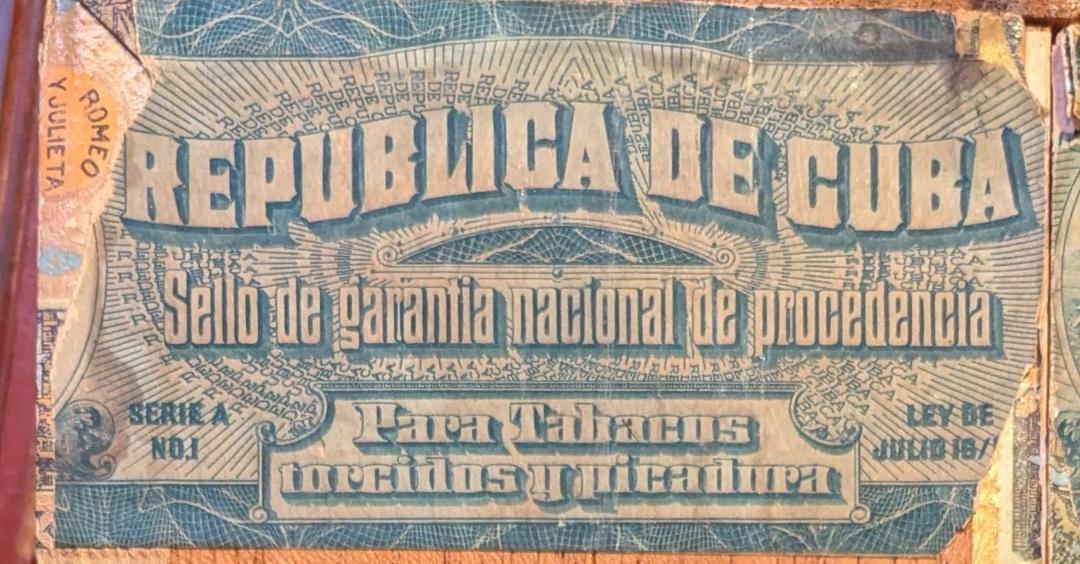 ROMEO
Y JULIETA
REPUBLICA DE CUBA
Sello de garantia nacional de procedencia
SERIE A
NO.1
Para Tabacos
torcidos y picadura
LEY DE
JULIO 16/